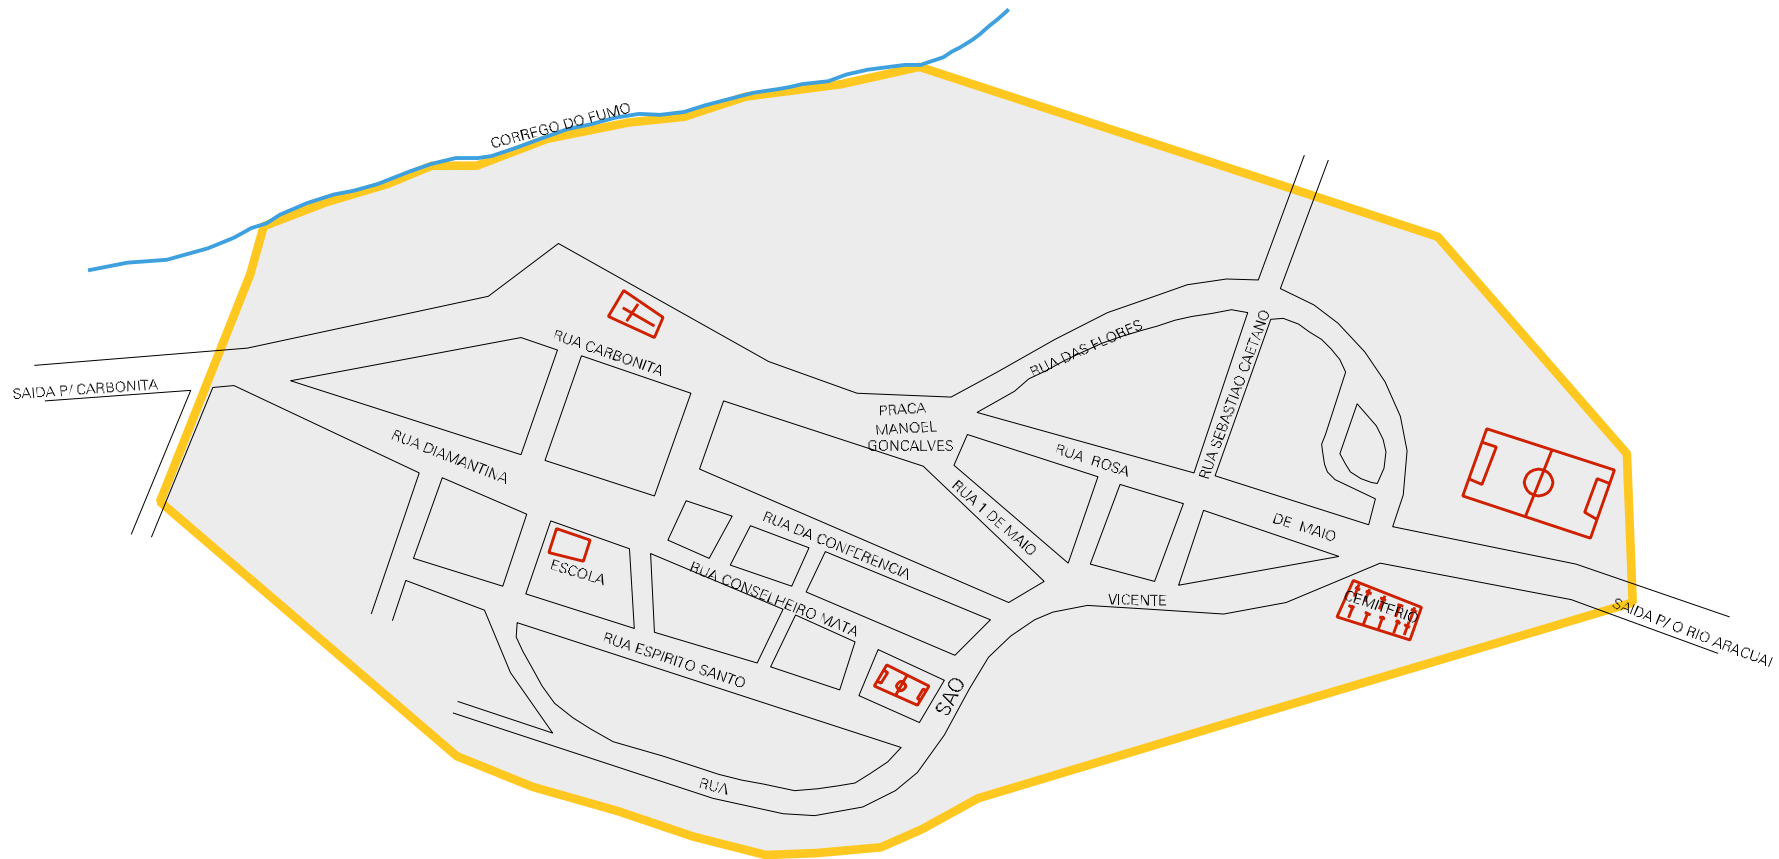 CORREGO DO FUMO
RUA CARBONITA
SAIDA P/ CARBONITA
RUA DAS FLORES
RUA SEBASTIAO CAETANO
PRACA
MANOEL
GONCALVES
RUA DIAMANTINA
RUA ROSA
DE MAIO
RUA 1 DE MAIO
RUA DA CONFERENCIA
ESCOLA
RUA CONSELHEIRO MATA
VICENTE
CEMITERIO
SAIDA P/ O RIO ARACUAI
RUA ESPIRITO SANTO
SAO
RUA